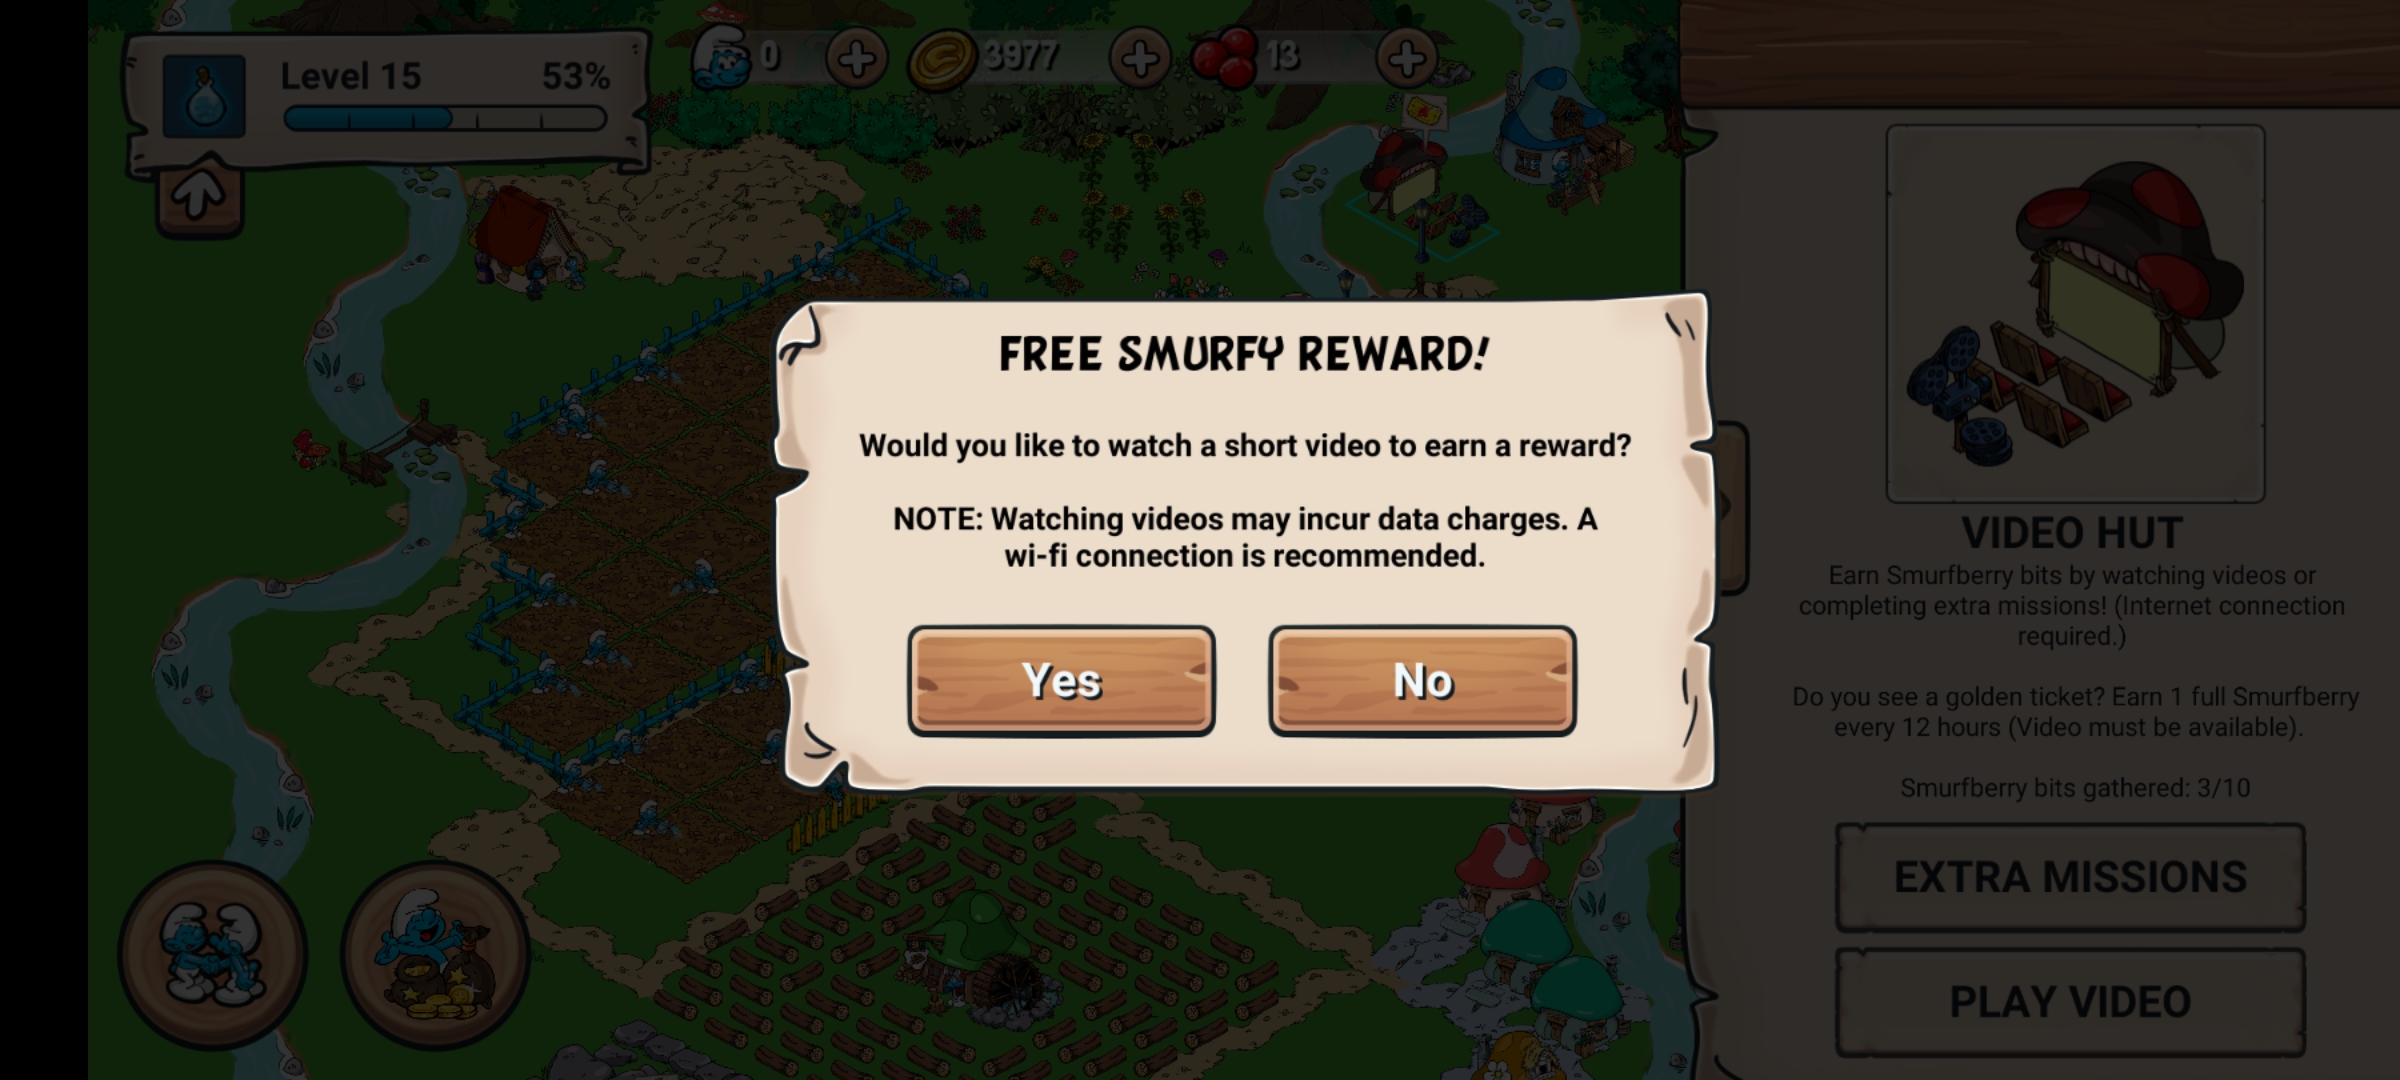 Level 15 53%
0
3977
13
FREE SMURFY REWARD!
Would you like to watch a short video to earn a reward?
NOTE: Watching videos may incur data charges. A
wi-fi connection is recommended.
Yes
No
VIDEO HUT
Earn Smurfberry bits by watching videos or
completing extra missions! (Internet connection
required.)
Do you see a golden ticket? Earn 1 full Smurfberry
every 12 hours (Video must be available).
Smurfberry bits gathered: 3/10
EXTRA MISSIONS
PLAY VIDEO